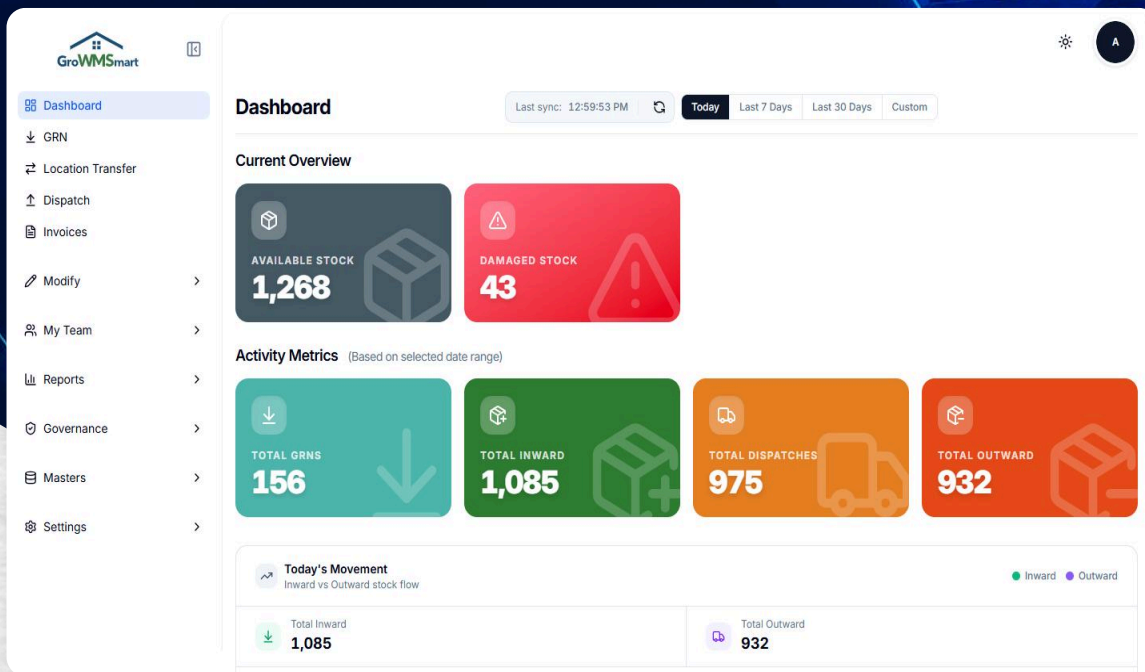 GroWMSmart
A
Dashboard
GRN
Location Transfer
Dispatch
Invoices
Modify
My Team
Reports
Governance
Masters
Settings
Dashboard
Last sync: 12:59:53 PM
Today Last 7 Days Last 30 Days Custom
Current Overview
AVAILABLE STOCK
1,268
DAMAGED STOCK
43
Activity Metrics (Based on selected date range)
TOTAL GRNS
156
TOTAL INWARD
1,085
TOTAL DISPATCHES
975
TOTAL OUTWARD
932
Today's Movement
Inward vs Outward stock flow
Inward Outward
Total Inward
1,085
Total Outward
932